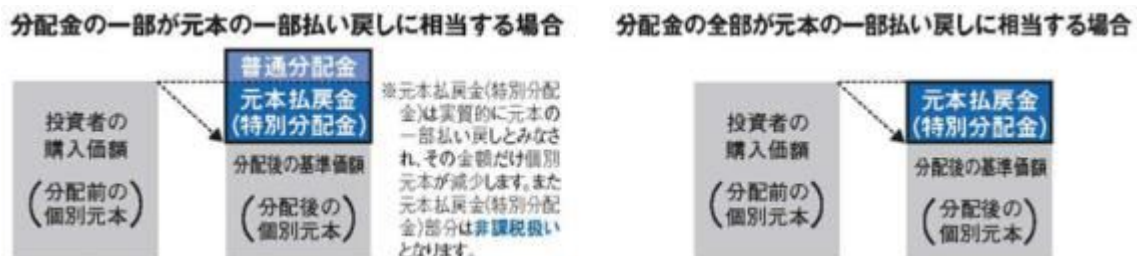 分配金の一部が元本の一部払い戻しに相当する場合
普通分配金
元本払戻金
(特別分配金)
投資者の
購入価額
(分配前の
個別元本)
分配後の基準価額
(分配後の
個別元本)
※元本払戻金(特別分配
金)は実質的に元本の
一部払い戻しとみなさ
れ、その金額だけ個別
元本が減少します。また
元本払戻金(特別分配
金)部分は非課税扱い
となります。
分配金の全部が元本の一部払い戻しに相当する場合
元本払戻金
(特別分配金)
投資者の
購入価額
(分配前の
個別元本)
分配後の基準価額
(分配後の
個別元本)